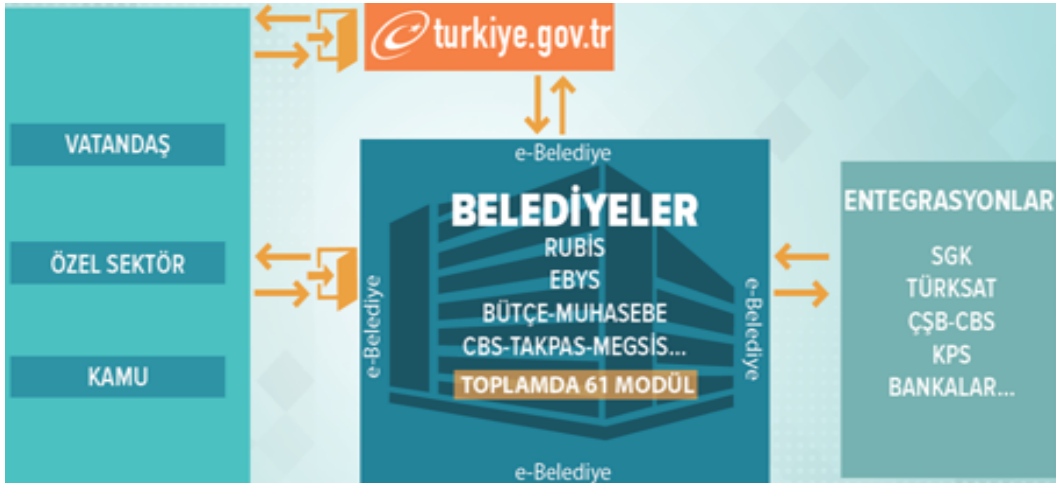 turkiye.gov.tr
VATANDAŞ
ÖZEL SEKTÖR
KAMU
e-Belediye
BELEDİYELER
RUBİS
EBYS
BÜTÇE-MUHASEBE
CBS-TAKPAS-MEGSİS...
TOPLAMDA 61 MODÜL
e-Belediye
e-Belediye
e-Belediye
ENTEGRASYONLAR
SGK
TÜRKSAT
ÇŞB-CBS
KPS
BANKALAR...